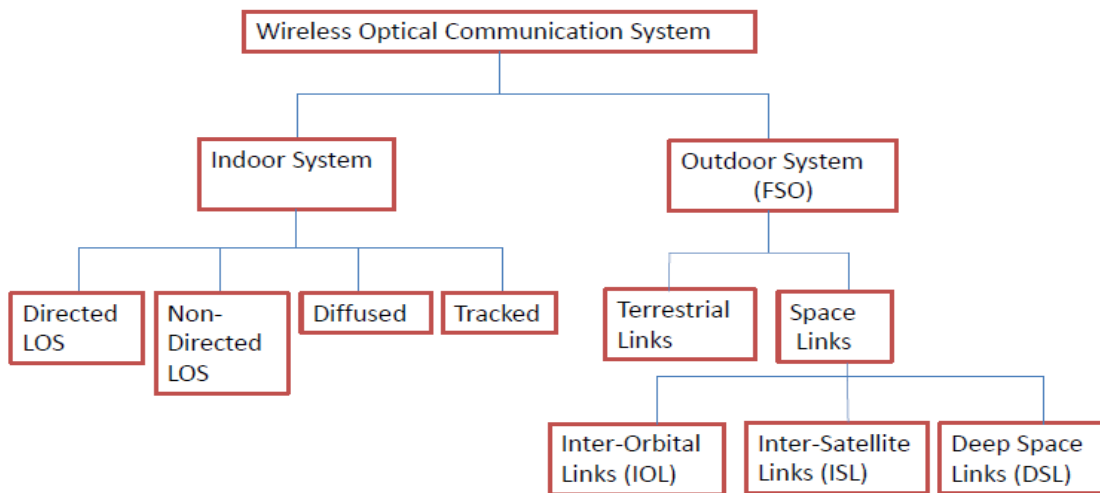 Wireless Optical Communication System
Indoor System
Outdoor System
(FSO)
Directed
LOS
Non-
Directed
LOS
Diffused
Tracked
Terrestrial
Links
Space
Links
Inter-Orbital
Links (IOL)
Inter-Satellite
Links (ISL)
Deep Space
Links (DSL)